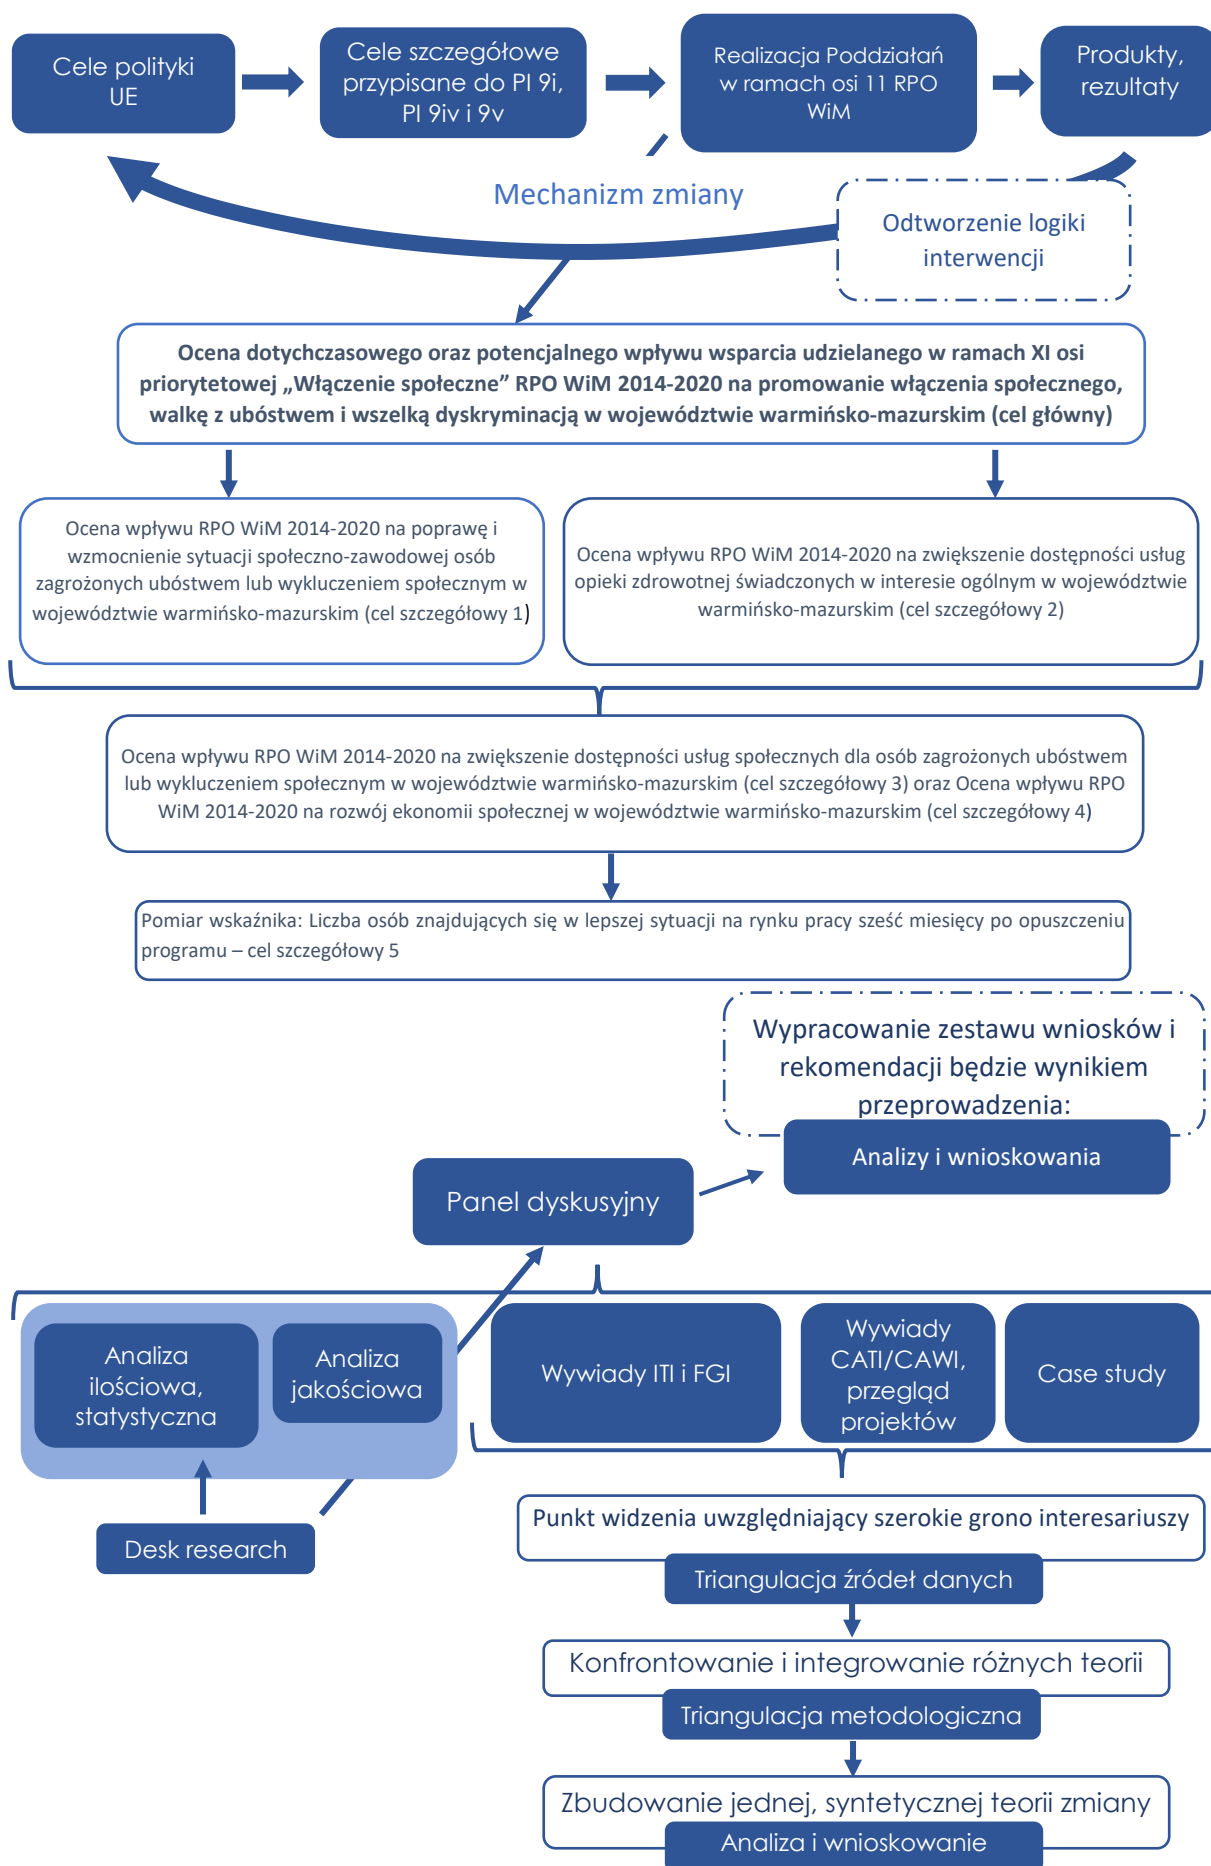 Cele polityki
UE
Cele szczegółowe
przypisane do PI 9i,
PI 9iv i 9v
Realizacja Poddziałań
w ramach osi 11 RPO
WiM
Produkty,
rezultaty
Mechanizm zmiany
Odtworzenie logiki
interwencji
Ocena dotychczasowego oraz potencjalnego wpływu wsparcia udzielanego w ramach XI osi
priorytetowej „Włączenie społeczne” RPO WiM 2014-2020 na promowanie włączenia społecznego,
walkę z ubóstwem i wszelką dyskryminacją w województwie warmińsko-mazurskim (cel główny)
Ocena wpływu RPO WiM 2014-2020 na poprawę i
wzmocnienie sytuacji społeczno-zawodowej osób
zagrożonych ubóstwem lub wykluczeniem społecznym w
województwie warmińsko-mazurskim (cel szczegółowy 1)
Ocena wpływu RPO WiM 2014-2020 na zwiększenie dostępności usług
opieki zdrowotnej świadczonych w interesie ogólnym w województwie
warmińsko-mazurskim (cel szczegółowy 2)
Ocena wpływu RPO WiM 2014-2020 na zwiększenie dostępności usług społecznych dla osób zagrożonych ubóstwem
lub wykluczeniem społecznym w województwie warmińsko-mazurskim (cel szczegółowy 3) oraz Ocena wpływu RPO
WiM 2014-2020 na rozwój ekonomii społecznej w województwie warmińsko-mazurskim (cel szczegółowy 4)
Pomiar wskaźnika: Liczba osób znajdujących się w lepszej sytuacji na rynku pracy sześć miesięcy po opuszczeniu
programu – cel szczegółowy 5
Wypracowanie zestawu wniosków i
rekomendacji będzie wynikiem
przeprowadzenia:
Analizy i wnioskowania
Panel dyskusyjny
Analiza
ilościowa,
statystyczna
Analiza
jakościowa
Wywiady ITI i FGI
Wywiady
CATI/CAWI,
przegląd
projektów
Case study
Desk research
Punkt widzenia uwzględniający szerokie grono interesariuszy
Triangulacja źródeł danych
Konfrontowanie i integrowanie różnych teorii
Triangulacja metodologiczna
Zbudowanie jednej, syntetycznej teorii zmiany
Analiza i wnioskowanie